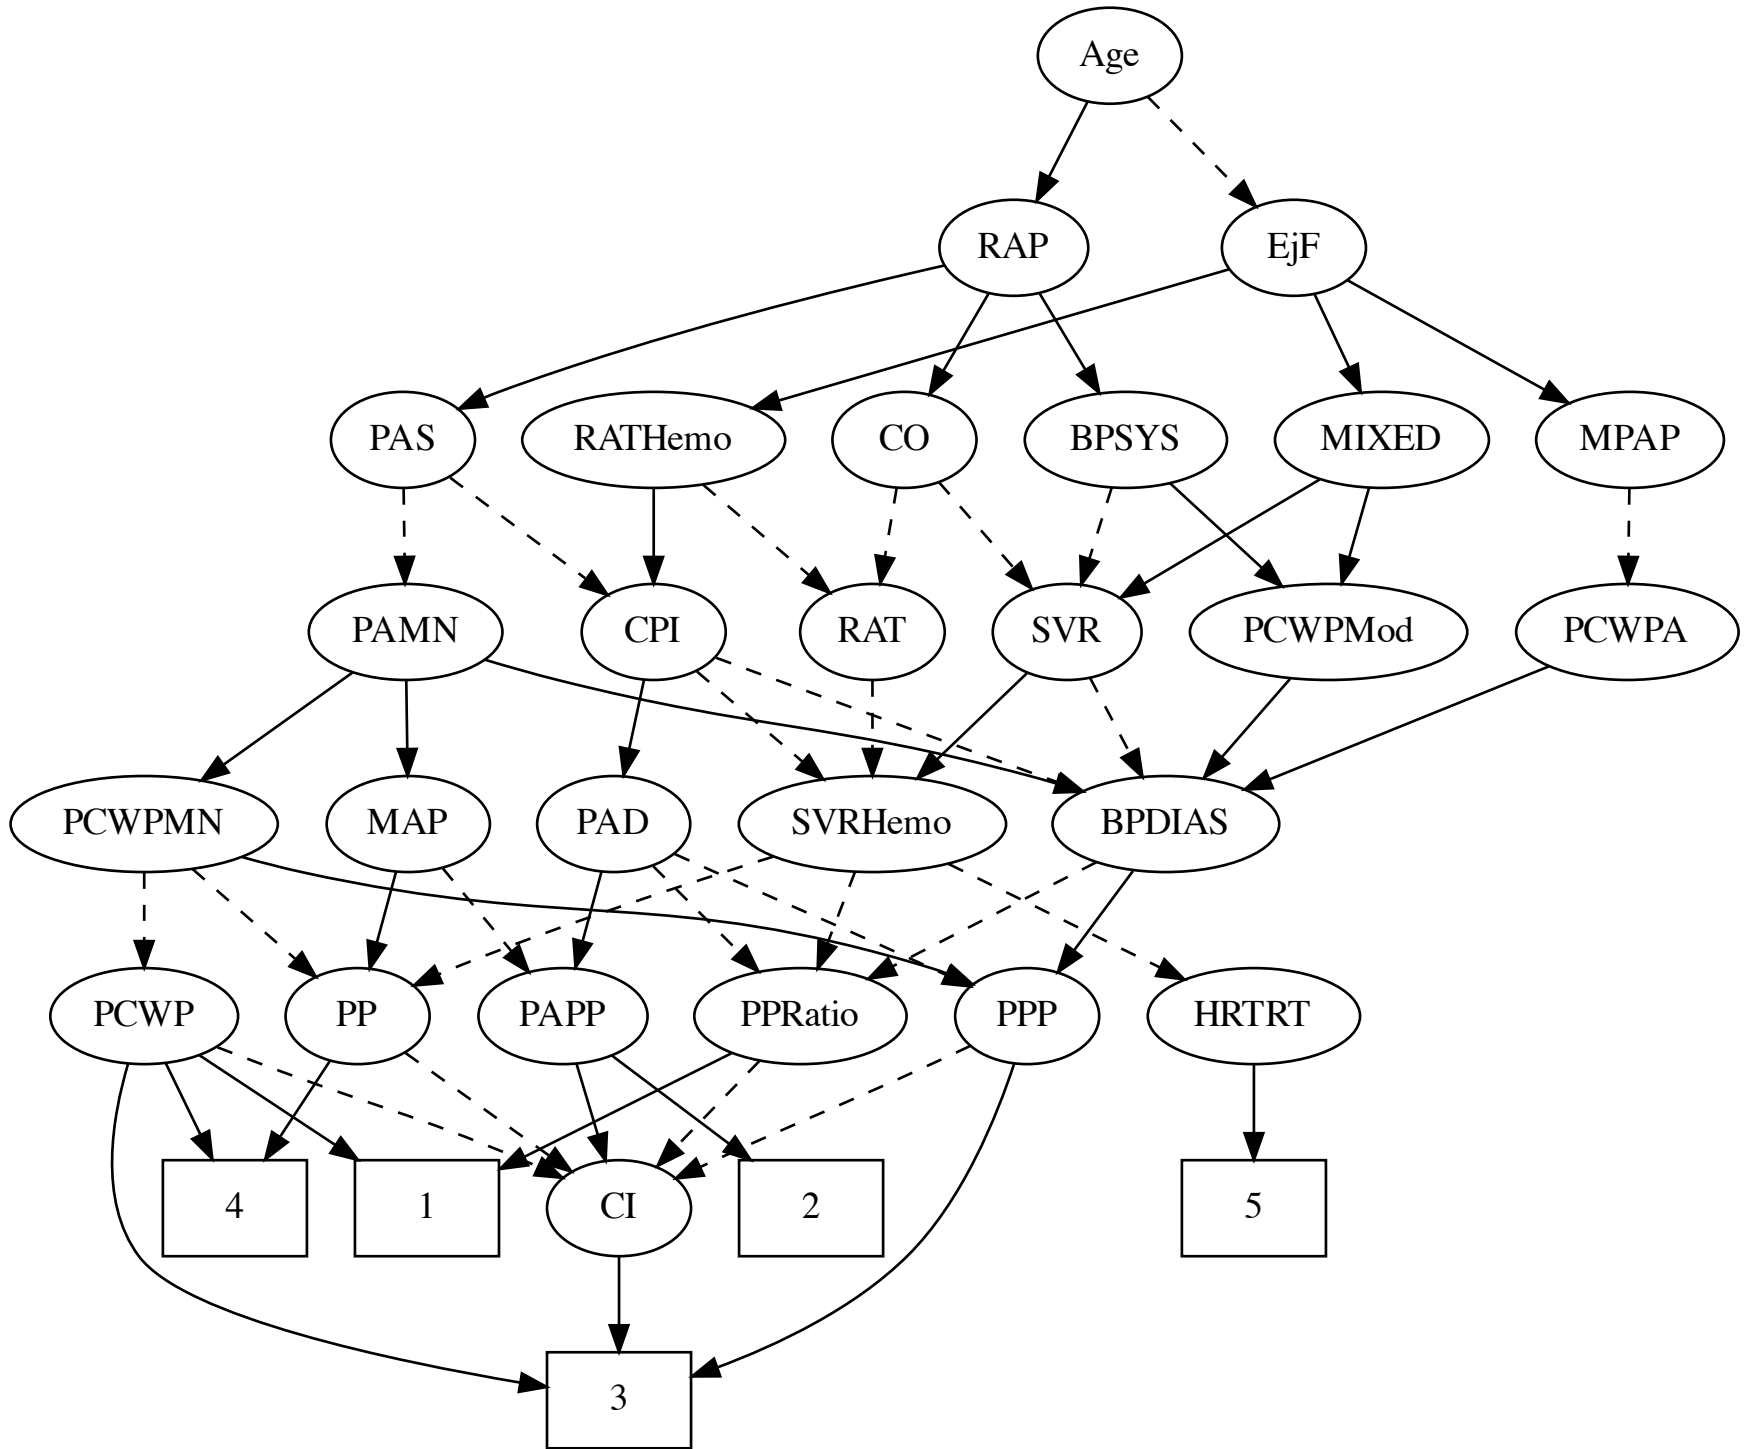 Age
RAP
EjF
PAS
RATHemo
CO
BPSYS
MIXED
MPAP
PAMN
CPI
RAT
SVR
PCWPMod
PCWPA
PCWPMN
MAP
PAD
SVRHemo
BPDIAS
PCWP
PP
PAPP
PPRatio
PPP
HRTRT
4
1
CI
2
5
3